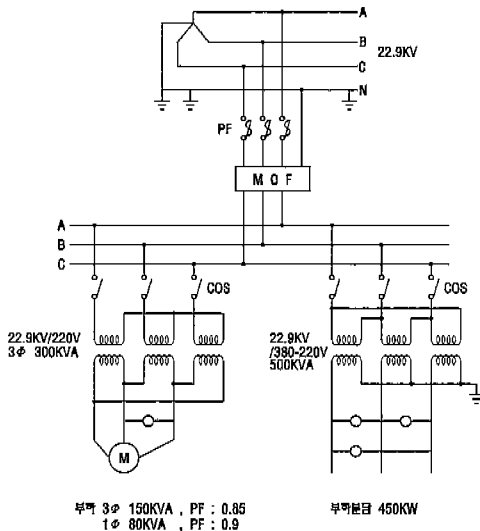 A
B
22.9KV
C
N
PF
M O F
A
B
C
COS
COS
22.9KV/220V
3Φ 300KVA
22.9KV
/380-220V
500KVA
M
부하 3Φ 150KVA , PF : 0.85
1Φ 80KVA , PF : 0.9
부하분담 450KW